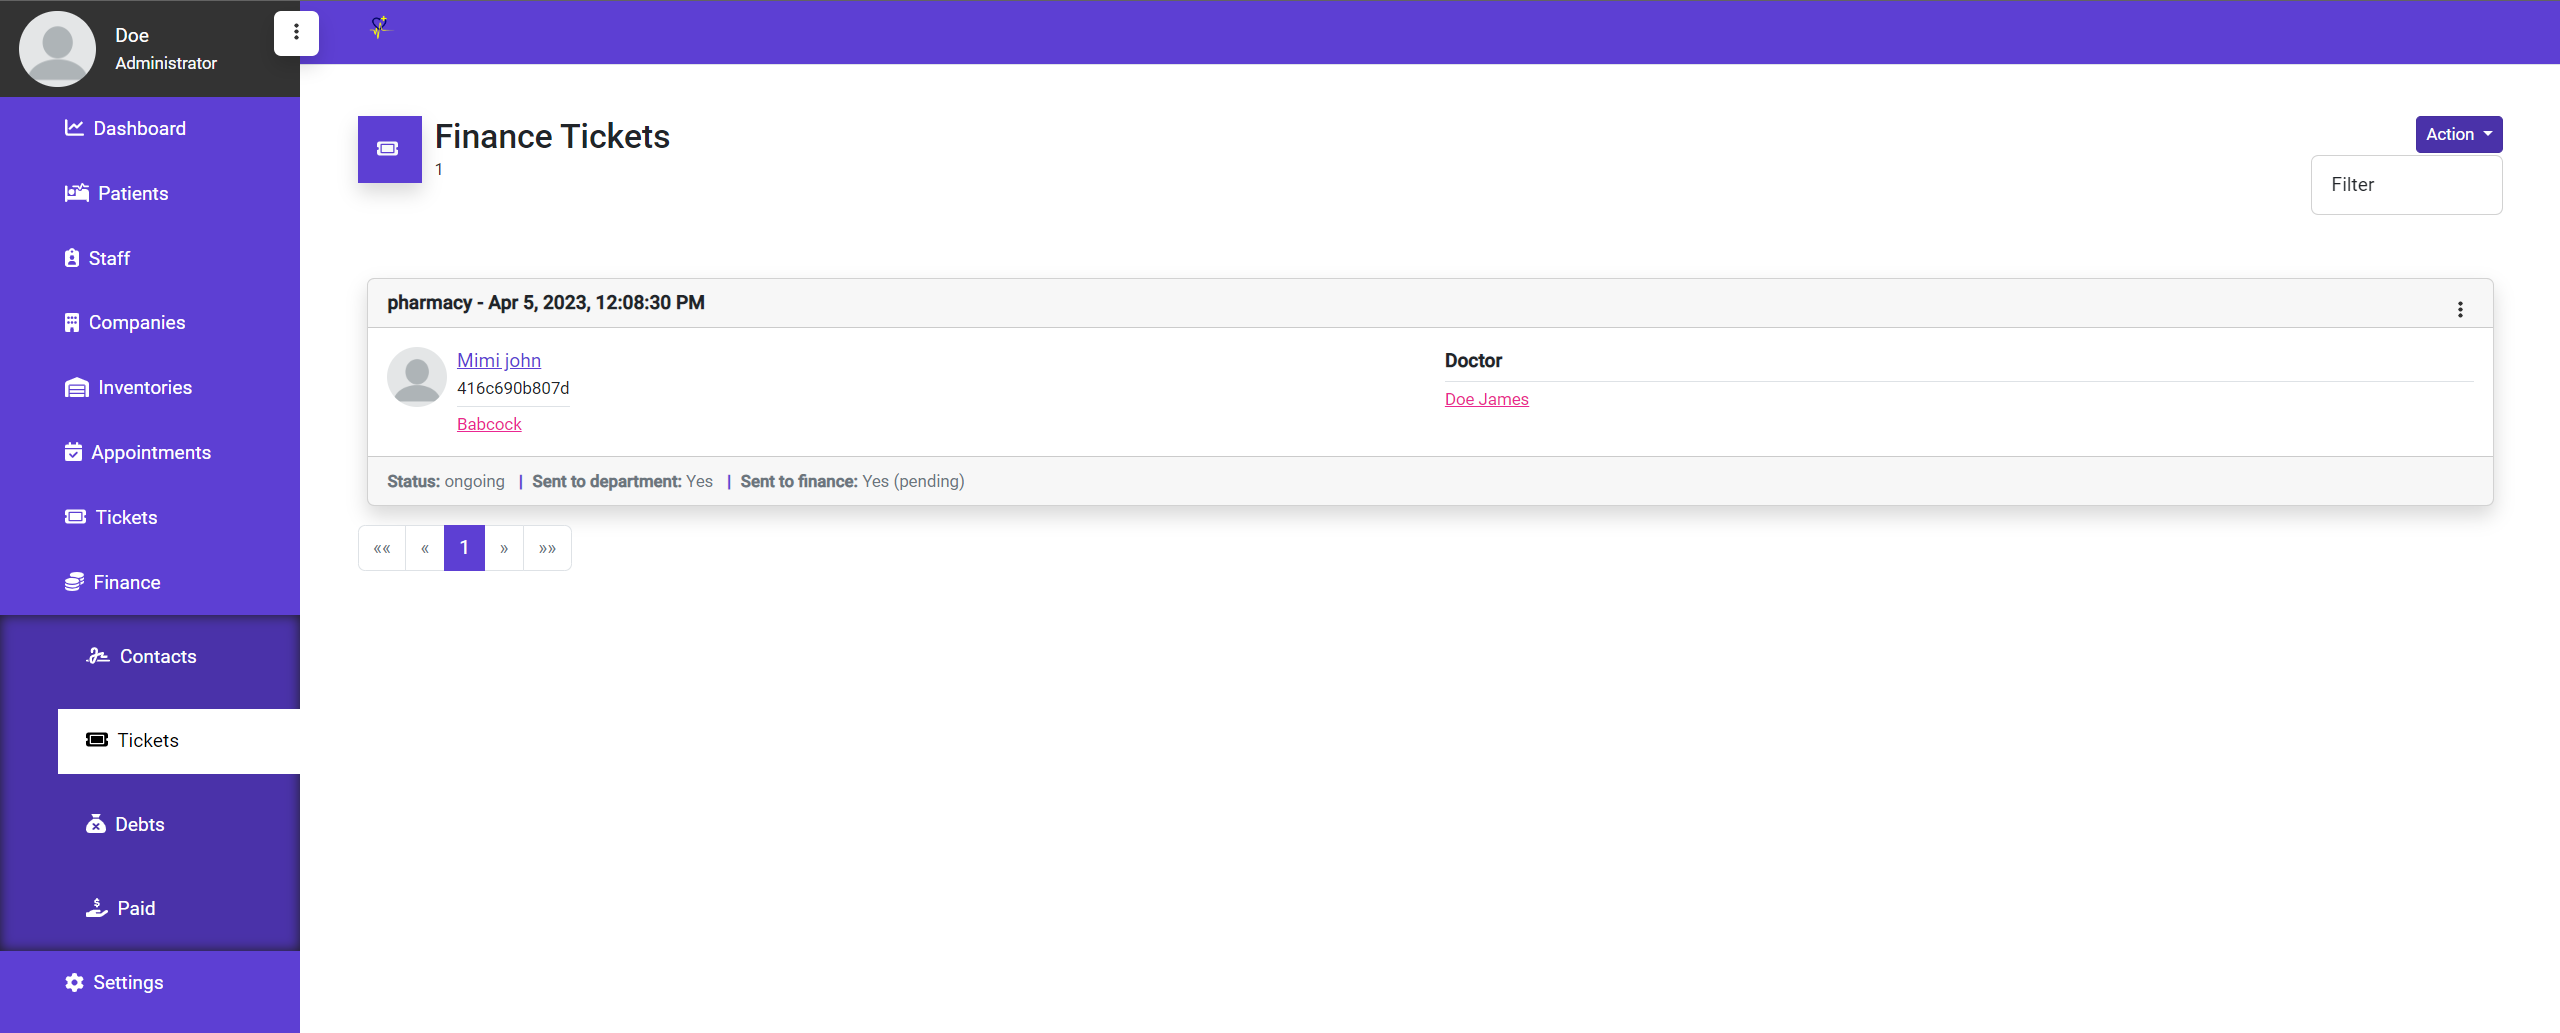 Doe
Administrator
Dashboard
Patients
Staff
Companies
Inventories
Appointments
Tickets
Finance
Contacts
Tickets
Debts
Paid
Settings
Finance Tickets
1
Action
Filter
pharmacy - Apr 5, 2023, 12:08:30 PM
Mimi john
416c690b807d
Babcock
Doctor
Doe James
Status: ongoing | Sent to department: Yes | Sent to finance: Yes (pending)
«« « 1 » »»